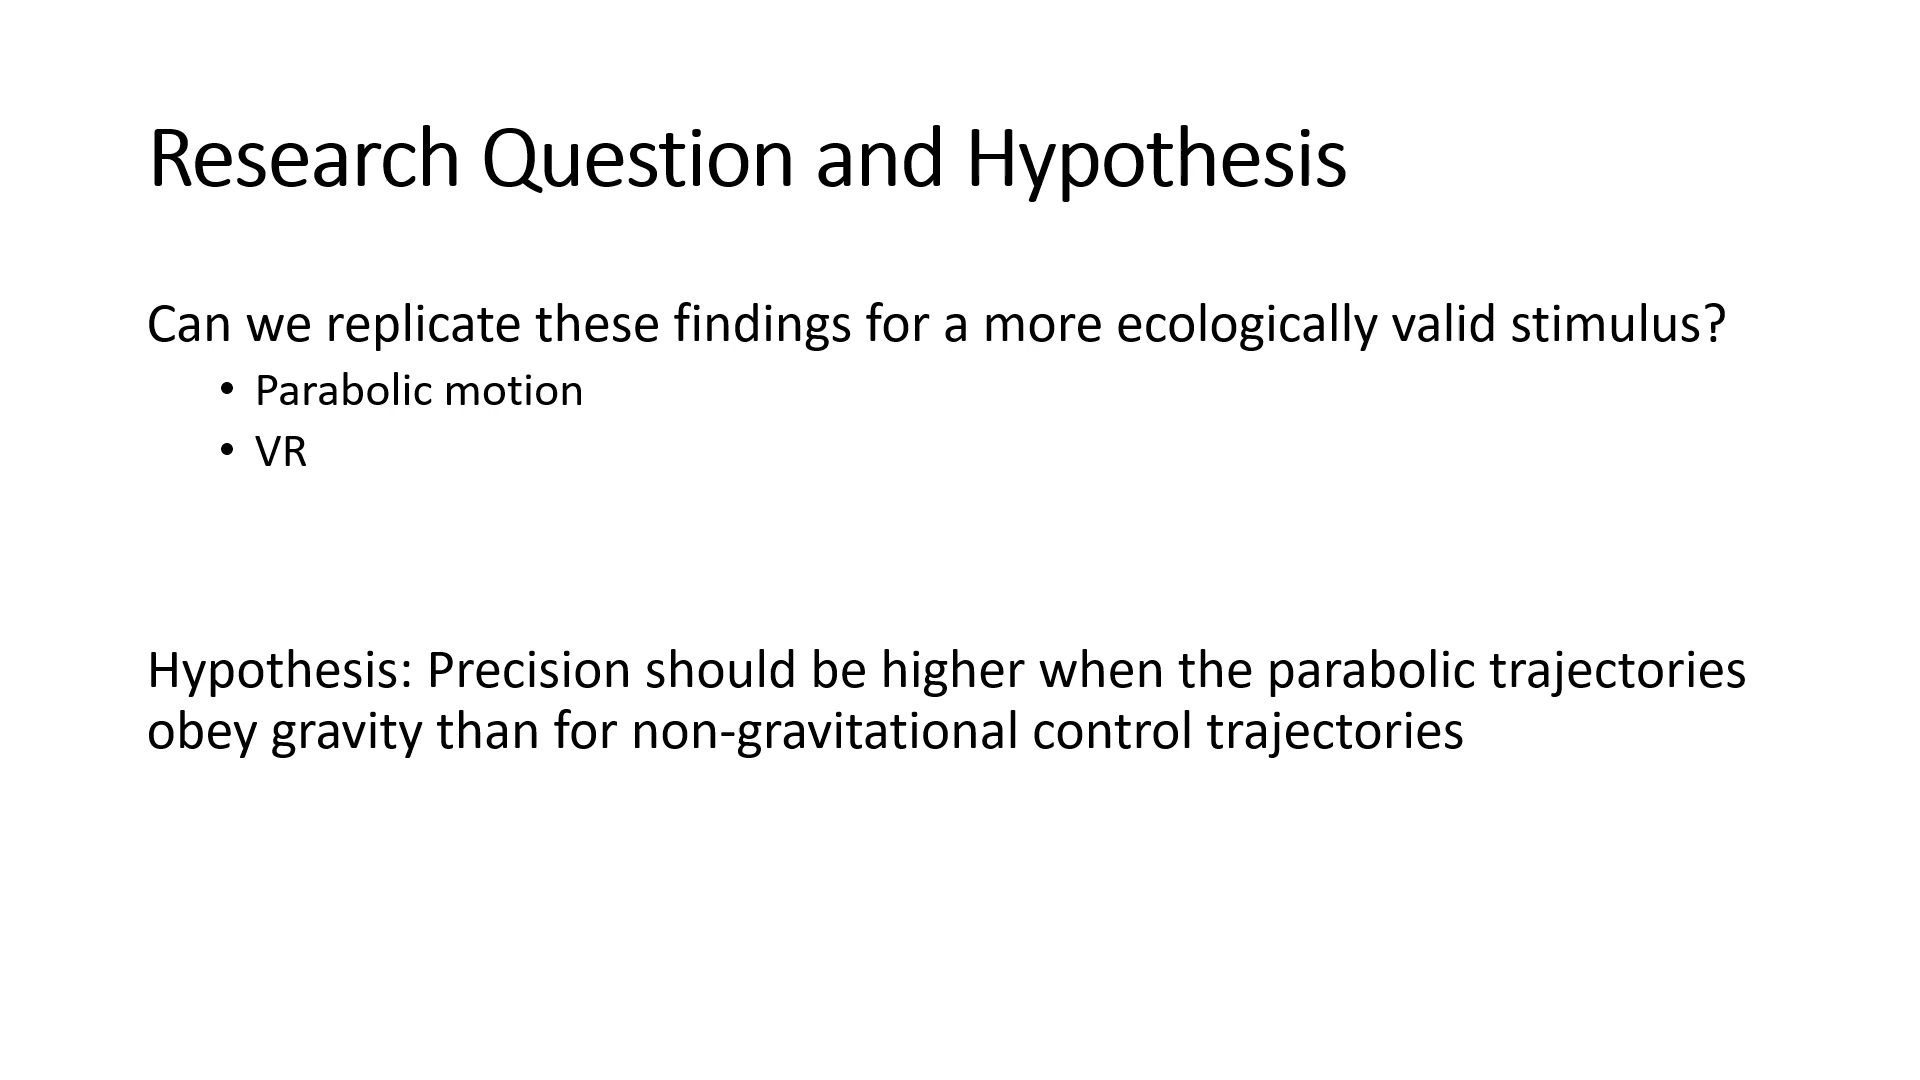 Research Question and Hypothesis
Can we replicate these findings for a more ecologically valid stimulus?
• Parabolic motion
• VR
Hypothesis: Precision should be higher when the parabolic trajectories
obey gravity than for non-gravitational control trajectories